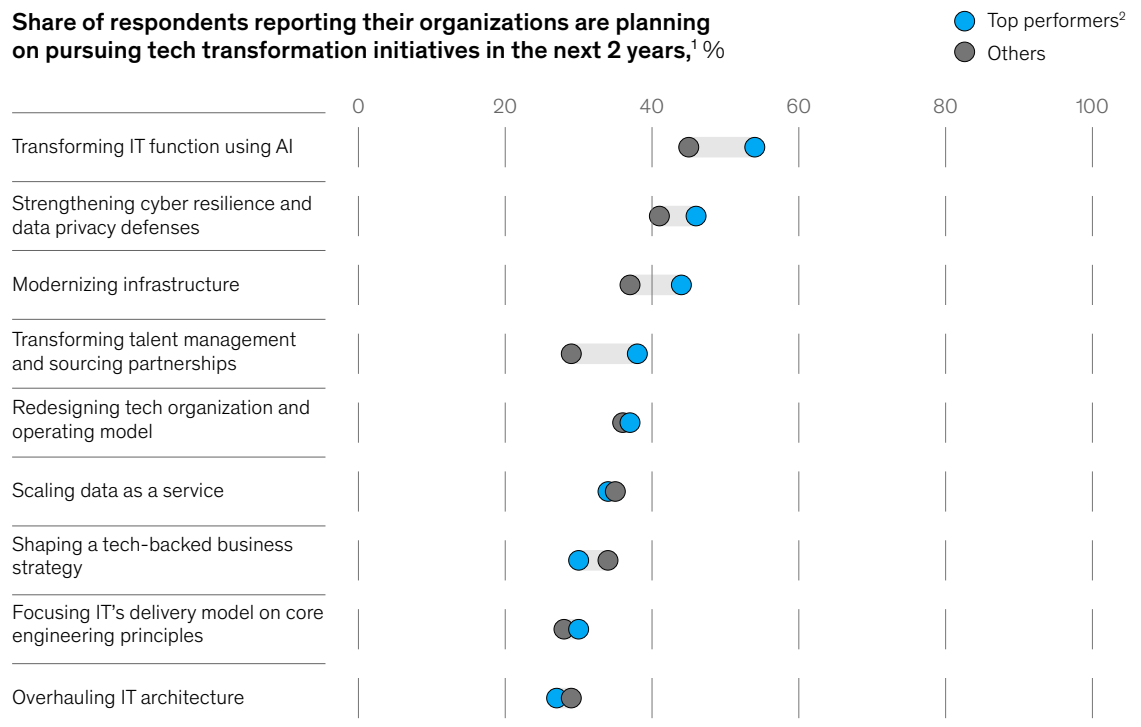 Share of respondents reporting their organizations are planning
on pursuing tech transformation initiatives in the next 2 years,¹ %
Top performers²
Others
0 20 40 60 80 100
Transforming IT function using AI
Strengthening cyber resilience and
data privacy defenses
Modernizing infrastructure
Transforming talent management
and sourcing partnerships
Redesigning tech organization and
operating model
Scaling data as a service
Shaping a tech-backed business
strategy
Focusing IT’s delivery model on core
engineering principles
Overhauling IT architecture